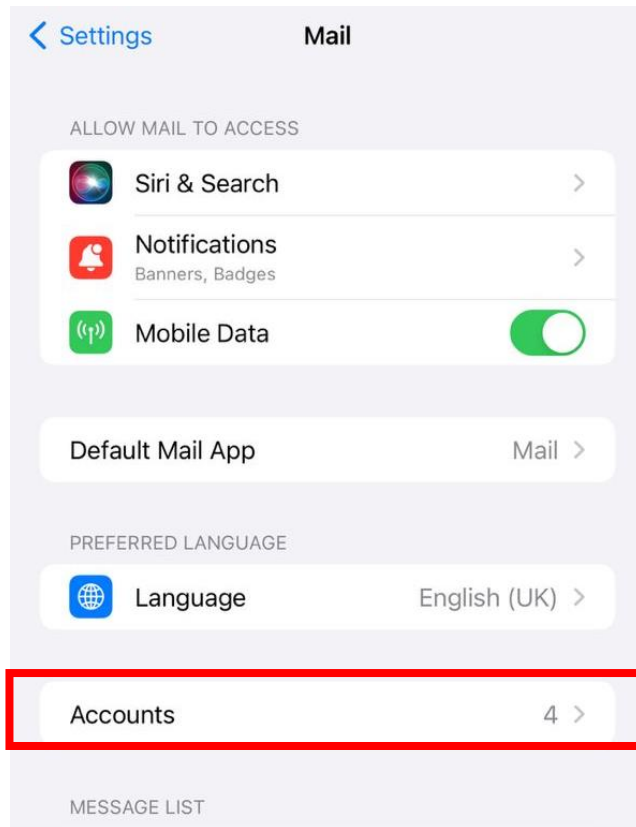 Settings
Mail
ALLOW MAIL TO ACCESS
Siri & Search
Notifications
Banners, Badges
Mobile Data
Default Mail App Mail
PREFERRED LANGUAGE
Language English (UK)
Accounts 4
MESSAGE LIST